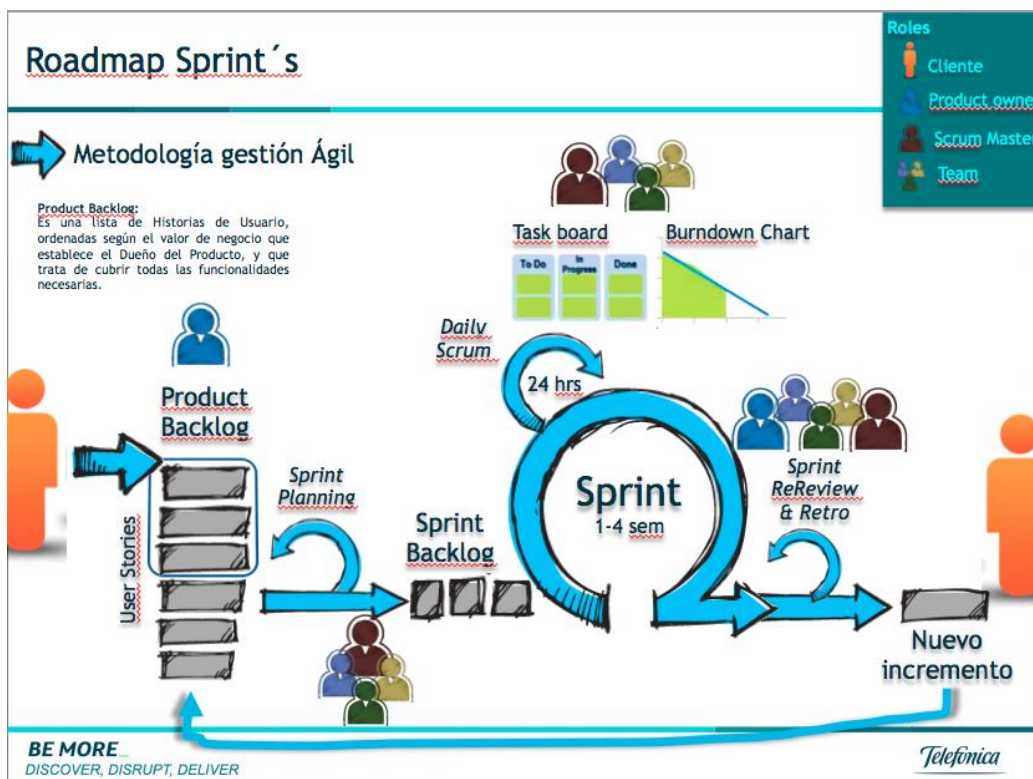 Roadmap Sprint´s
Roles
Cliente
Product owne
Scrum Master
Team
Metodología gestión Ágil
Product Backlog:
Es una lista de Historias de Usuario,
ordenadas según el valor de negocio que
establece el Dueño del Producto, y que
trata de cubrir todas las funcionalidades
necesarias.
Task board
Burndown Chart
To Do
In
Progress
Done
Daily
Scrum
24 hrs
Product
Backlog
User Stories
Sprint
Planning
Sprint
Backlog
Sprint
1-4 sem
Sprint
ReReview
& Retro
Nuevo
incremento
BE MORE_
DISCOVER, DISRUPT, DELIVER
Telefónica